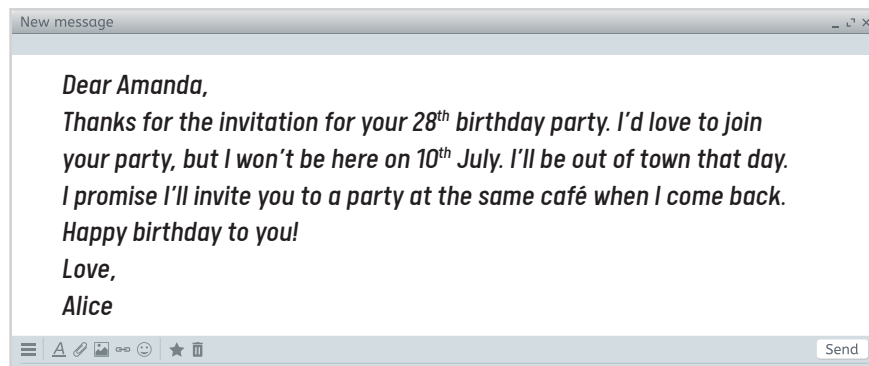 New message
Dear Amanda,
Thanks for the invitation for your 28th birthday party. I'd love to join
your party, but I won't be here on 10th July. I'll be out of town that day.
I promise I'll invite you to a party at the same café when I come back.
Happy birthday to you!
Love,
Alice
A
Send